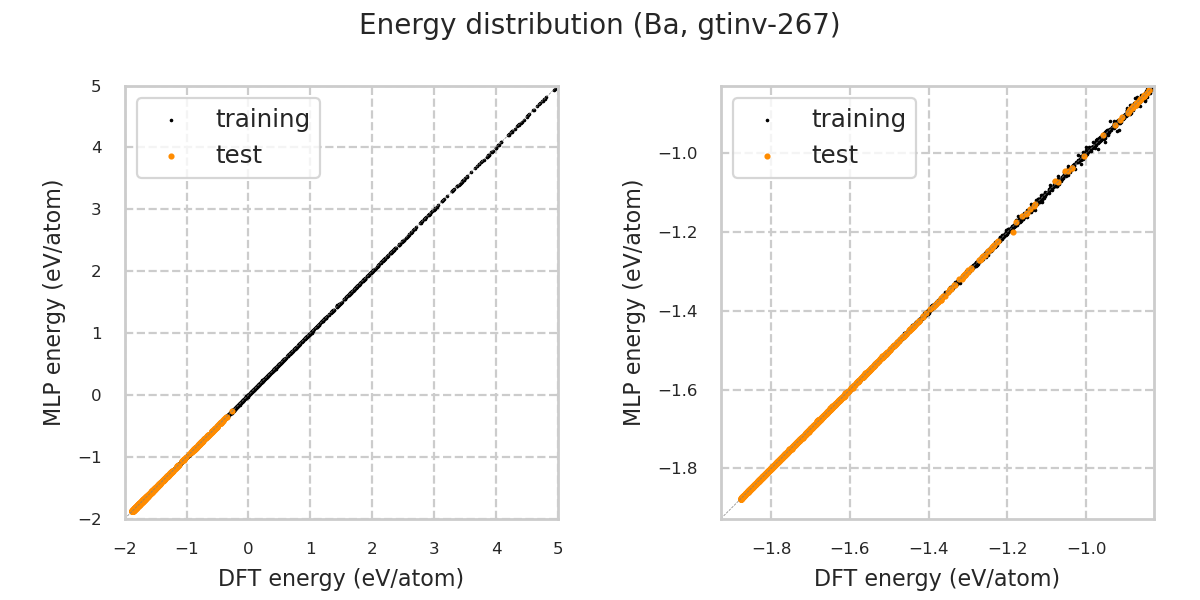 Energy distribution (Ba, gtinv-267)
training
test
5
4
3
2
1
0
−1
−2
−2
−1
0
1
2
3
4
5
MLP energy (eV/atom)
DFT energy (eV/atom)
training
test
−1.0
−1.2
−1.4
−1.6
−1.8
−1.8
−1.6
−1.4
−1.2
−1.0
MLP energy (eV/atom)
DFT energy (eV/atom)